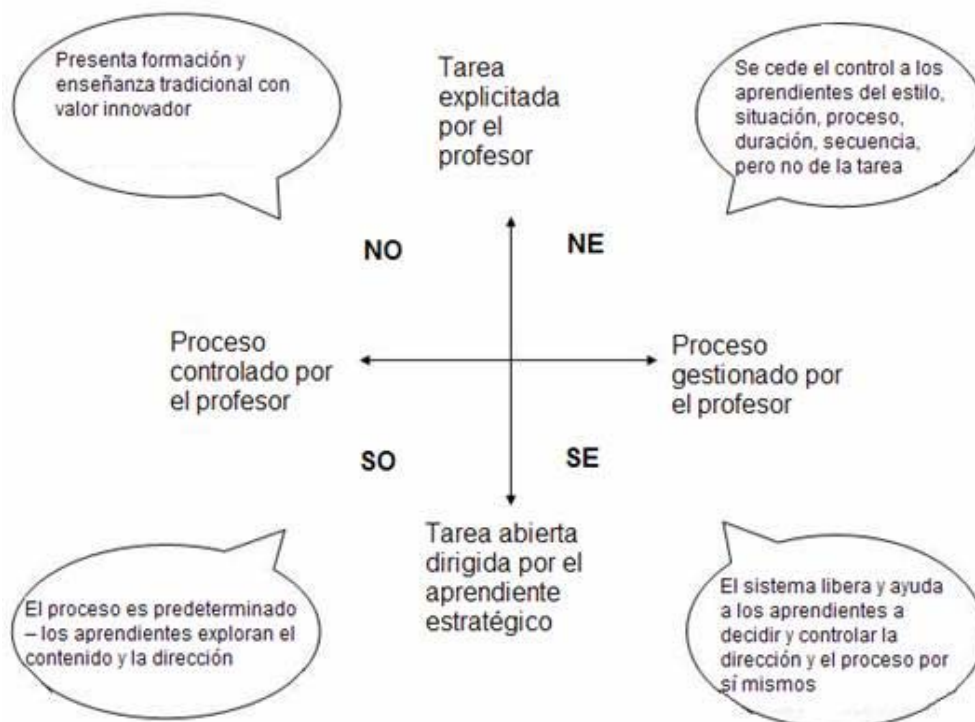 Presenta formación y
enseñanza tradicional con
valor innovador
Tarea
explicitada
por el
profesor
Se cede el control a los
aprendientes del estilo,
situación, proceso,
duración, secuencia,
pero no de la tarea
NO
NE
Proceso
controlado por
el profesor
Proceso
gestionado por
el profesor
SO
SE
Tarea abierta
dirigida por el
aprendiente
estratégico
El proceso es predeterminado
– los aprendientes exploran el
contenido y la dirección
El sistema libera y ayuda
a los aprendientes a
decidir y controlar la
dirección y el proceso por
sí mismos